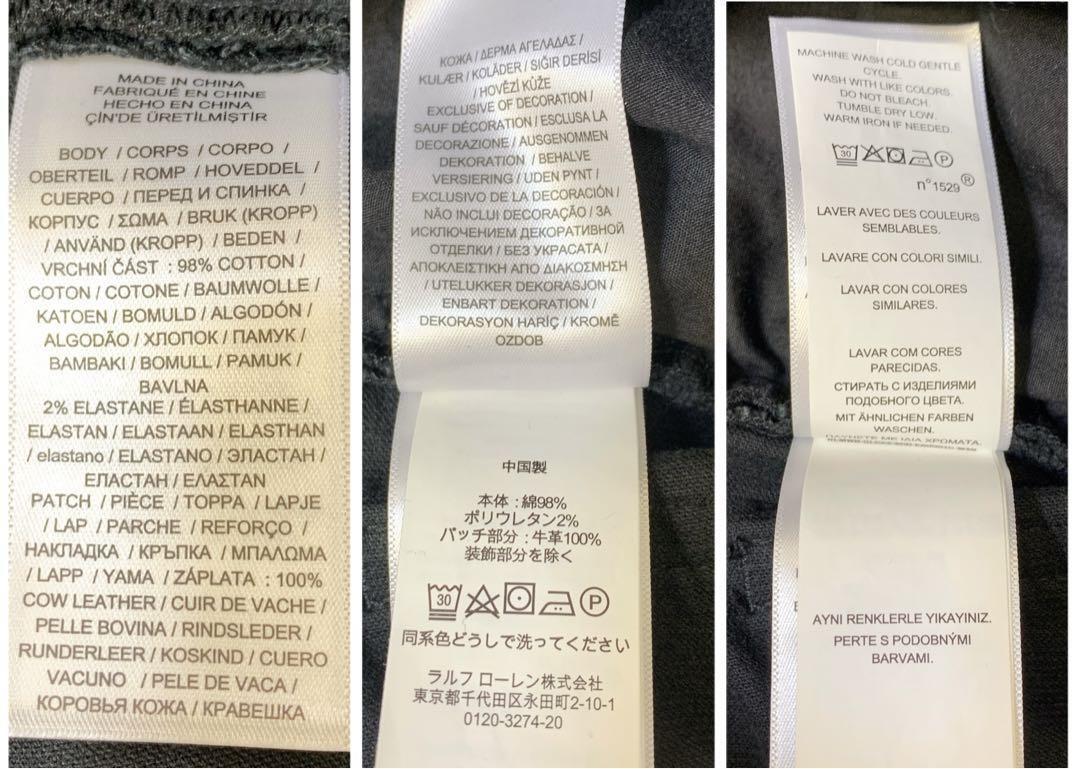 MADE IN CHINA
FABRIQUÉ EN CHINE
HECHO EN CHINA
ÇİN'DE ÜRETİLMİŞTİR
BODY / CORPS / CORPO /
OBERTEIL / ROMP / HOVEDDEL /
CUERPO / ПЕРЕД И СПИНКА /
КОРПУС / ΣΩΜΑ / BRUK (KROPP)
/ ANVÄND (KROPP) / BEDEN /
VRCHNÍ ČÁST : 98% COTTON /
COTON / COTONE / BAUMWOLLE /
KATOEN / BOMULD / ALGODÓN /
ALGODÃO / ХЛОПОК / ПАМУК /
ΒΑΜΒΑΚΙ / BOMULL / PAMUK /
BAVLNA
2% ELASTANE / ÉLASTHANNE /
ELASTAN / ELASTAAN / ELASTHAN
/ elastano / ELASTANO / ЭЛАСТАН /
ЕЛАСТАН / ΕΛΑΣΤΑΝ
PATCH / PIÈCE / TOPPA / LAPJE
/ LAP / PARCHE / REFORÇO /
НАКЛАДКА / КРЪПКА / ΜΠΑΛΩΜΑ
/ LAPP / YAMA / ZÁPLATA : 100%
COW LEATHER / CUIR DE VACHE /
PELLE BOVINA / RINDSLEDER /
RUNDERLEER / KOSKIND / CUERO
VACUNO / PELE DE VACA /
КОРОВЬЯ КОЖА / КРАВЕШКА
КОЖА / ΔΕΡΜΑ ΑΓΕΛΑΔΑΣ /
KULÆR / KOLÄDER / SIĞIR DERİSİ
/ HOVĚZÍ KŮŽE
EXCLUSIVE OF DECORATION /
SAUF DÉCORATION / ESCLUSA LA
DECORAZIONE / AUSGENOMMEN
DEKORATION / BEHALVE
VERSIERING / UDEN PYNT /
EXCLUSIVO DE LA DECORACIÓN /
NÃO INCLUI DECORAÇÃO / ЗА
ИСКЛЮЧЕНИЕМ ДЕКОРАТИВНОЙ
ОТДЕЛКИ / БЕЗ УКРАСАТА /
ΑΠΟΚΛΕΙΣΤΙΚΗ ΑΠΟ ΔΙΑΚΟΣΜΗΣΗ
/ UTELUKKER DEKORASJON /
ENBART DEKORATION /
DEKORASYON HARİÇ / KROMĚ
OZDOB
中国製
本体 : 綿98%
ポリウレタン2%
パッチ部分 : 牛革100%
装飾部分を除く
30
P
同系色どうしで洗ってください
ラルフ ローレン株式会社
東京都千代田区永田町2-10-1
0120-3274-20
MACHINE WASH COLD GENTLE
CYCLE.
WASH WITH LIKE COLORS.
DO NOT BLEACH.
TUMBLE DRY LOW.
WARM IRON IF NEEDED.
30
P
n°1529®
LAVER AVEC DES COULEURS
SEMBLABLES.
LAVARE CON COLORI SIMILI.
LAVAR CON COLORES
SIMILARES.
LAVAR COM CORES
PARECIDAS.
СТИРАТЬ С ИЗДЕЛИЯМИ
ПОДОБНОГО ЦВЕТА.
MIT ÄHNLICHEN FARBEN
WASCHEN.
ΠΛΥΝΕΤΕ ΜΕ ΙΔΙΑ ΧΡΩΜΑΤΑ.
AYNI RENKLERLE YIKAYINIZ.
PERTE S PODOBNÝMI
BARVAMI.